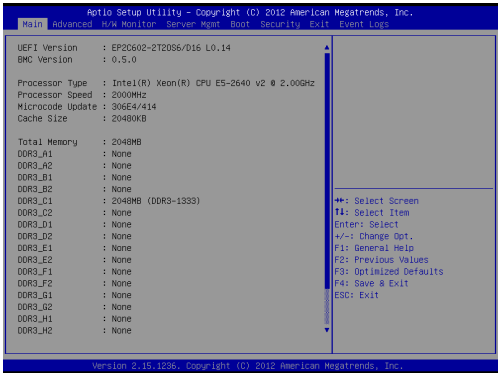 Aptio Setup Utility - Copyright (C) 2012 American Megatrends, Inc.
Main Advanced H/W Monitor Server Mgmt Boot Security Exit Event Logs
UEFI Version : EP2C602-2T2OS6/D16 L0.14
BMC Version : 0.5.0
Processor Type : Intel(R) Xeon(R) CPU E5-2640 v2 @ 2.00GHz
Processor Speed : 2000MHz
Microcode Update : 306E4/414
Cache Size : 20480KB
Total Memory : 2048MB
DDR3_A1 : None
DDR3_A2 : None
DDR3_B1 : None
DDR3_B2 : None
DDR3_C1 : 2048MB (DDR3-1333)
DDR3_C2 : None
DDR3_D1 : None
DDR3_D2 : None
DDR3_E1 : None
DDR3_E2 : None
DDR3_F1 : None
DDR3_F2 : None
DDR3_G1 : None
DDR3_G2 : None
DDR3_H1 : None
DDR3_H2 : None
→←: Select Screen
↑↓: Select Item
Enter: Select
+/-: Change Opt.
F1: General Help
F2: Previous Values
F3: Optimized Defaults
F4: Save & Exit
ESC: Exit
Version 2.15.1236. Copyright (C) 2012 American Megatrends, Inc.